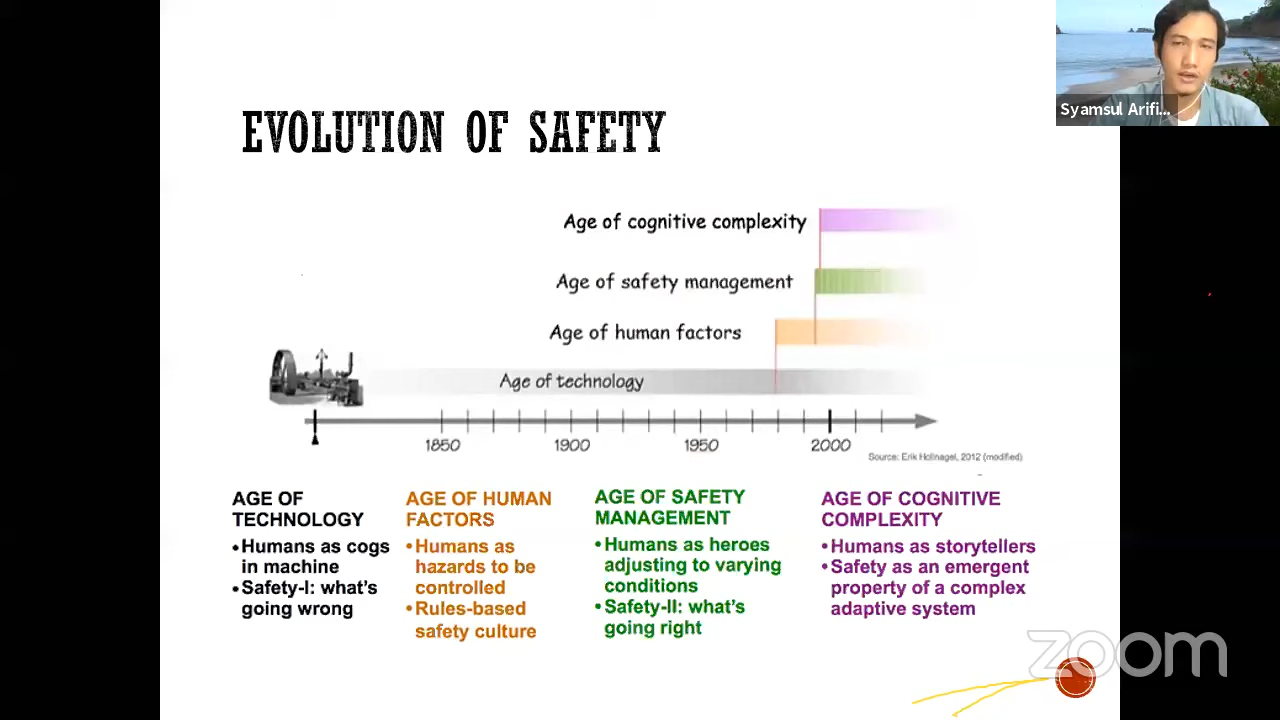 Syamsul Arifi...
EVOLUTION OF SAFETY
Age of cognitive complexity
Age of safety management
Age of human factors
Age of technology
1850 1900 1950 2000
Source: Erik Hollnagel, 2012 (modified)
AGE OF
TECHNOLOGY
•Humans as cogs
in machine
•Safety-I: what's
going wrong
AGE OF HUMAN
FACTORS
•Humans as
hazards to be
controlled
•Rules-based
safety culture
AGE OF SAFETY
MANAGEMENT
•Humans as heroes
adjusting to varying
conditions
•Safety-II: what's
going right
AGE OF COGNITIVE
COMPLEXITY
•Humans as storytellers
•Safety as an emergent
property of a complex
adaptive system
zoom